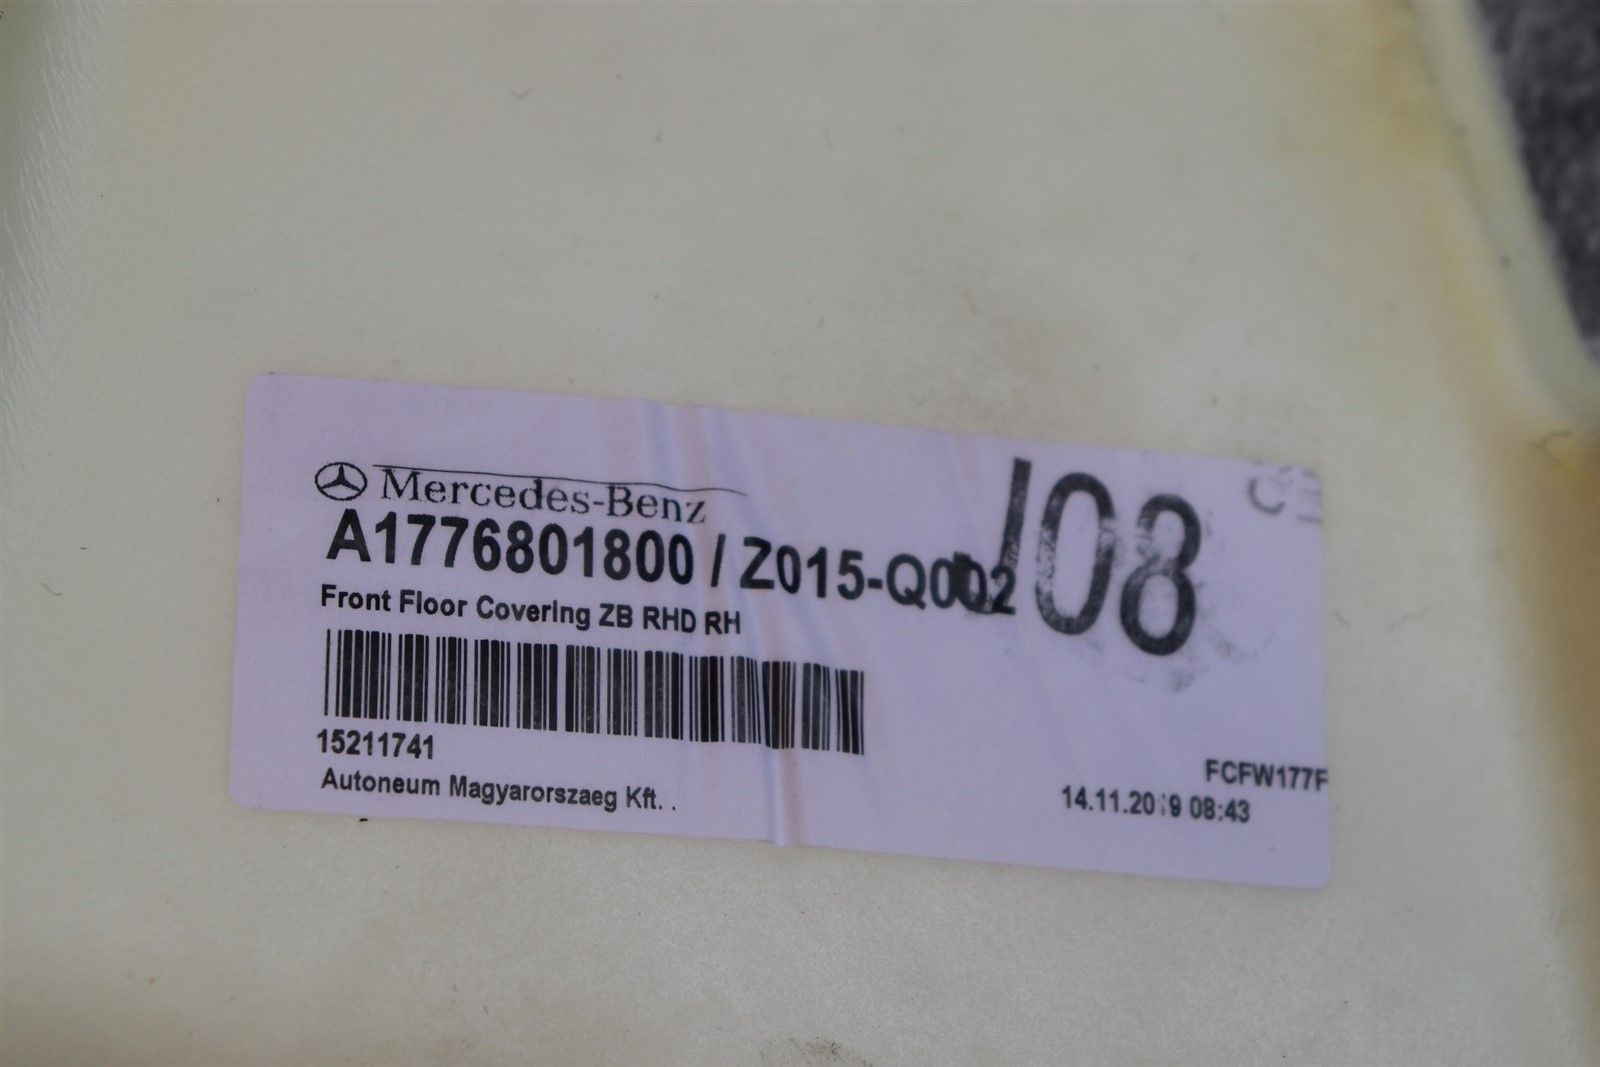 Mercedes-Benz
A1776801800 / Z015-Q002
J08
Front Floor Covering ZB RHD RH
15211741
Autoneum Magyarorszaeg Kft. .
FCFW177F
14.11.2019 08:43